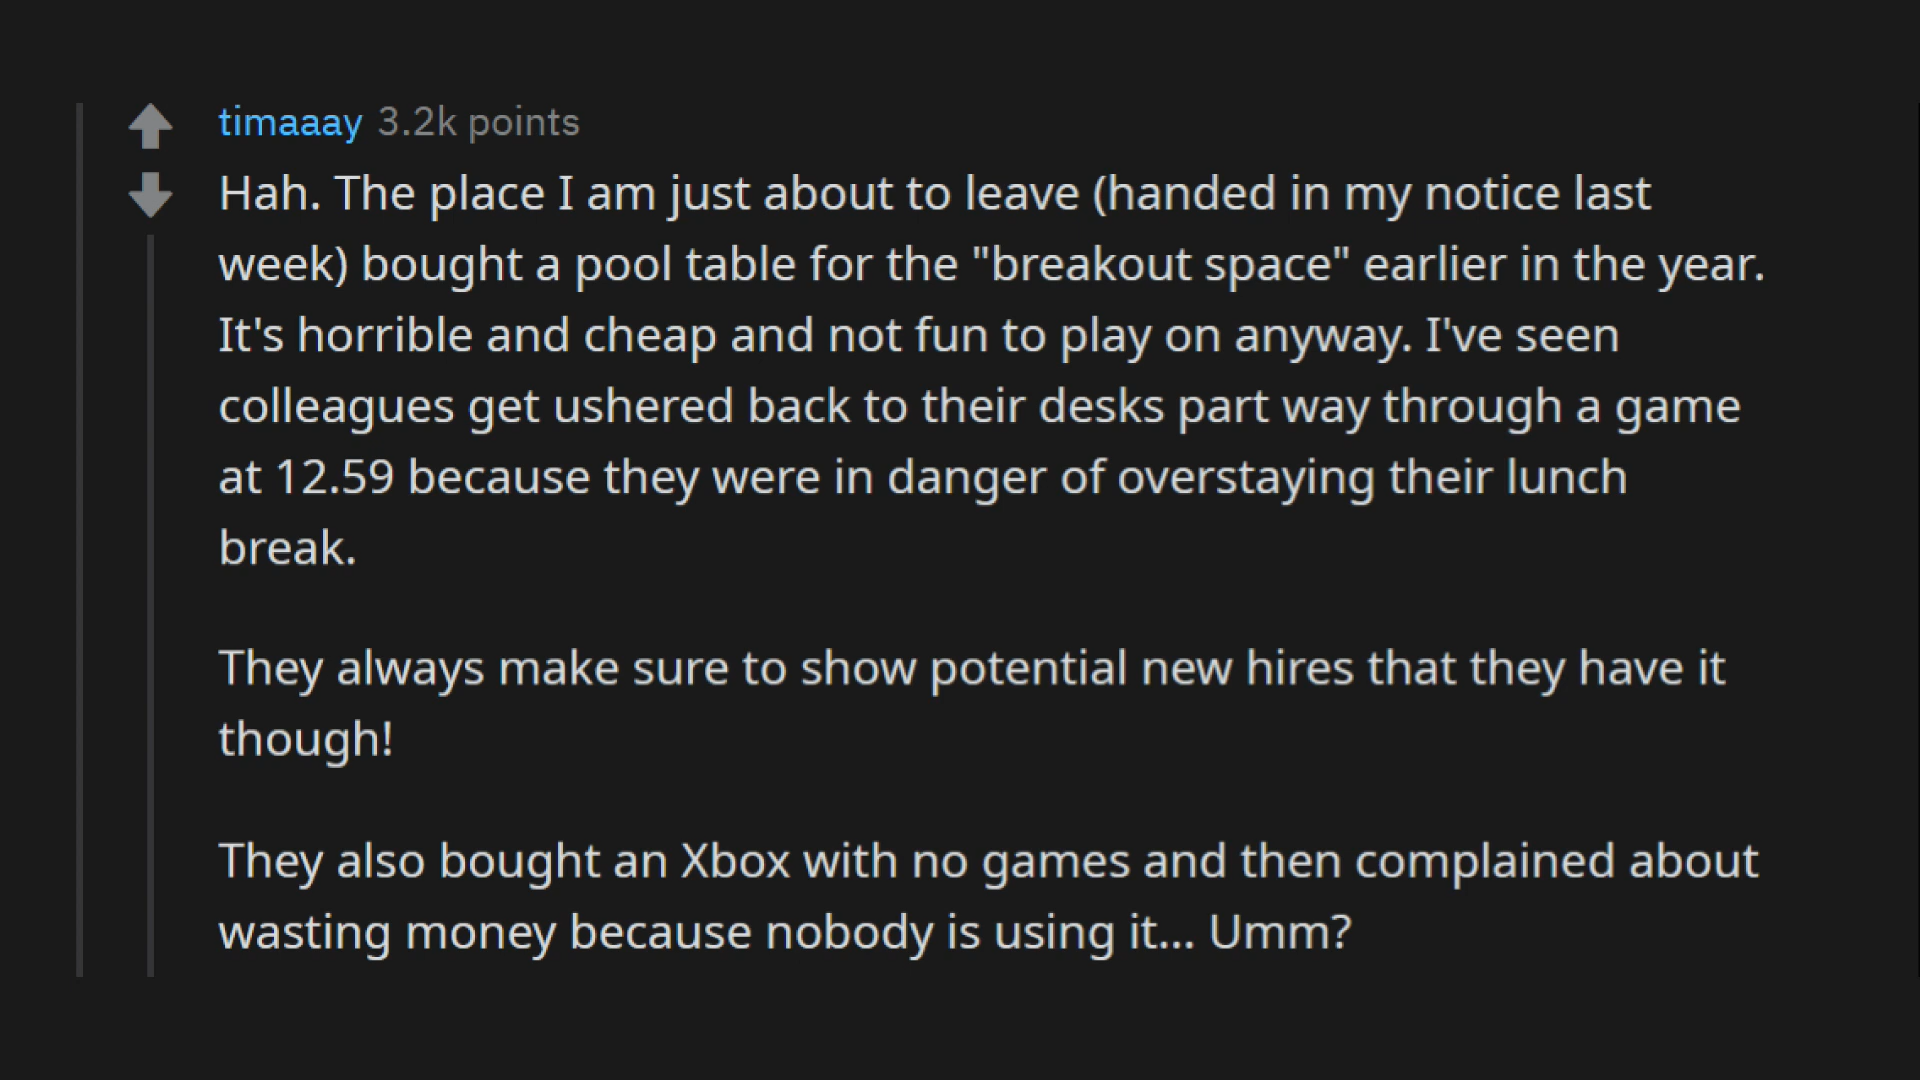 timaaay 3.2k points
Hah. The place I am just about to leave (handed in my notice last
week) bought a pool table for the "breakout space" earlier in the year.
It's horrible and cheap and not fun to play on anyway. I've seen
colleagues get ushered back to their desks part way through a game
at 12.59 because they were in danger of overstaying their lunch
break.
They always make sure to show potential new hires that they have it
though!
They also bought an Xbox with no games and then complained about
wasting money because nobody is using it... Umm?